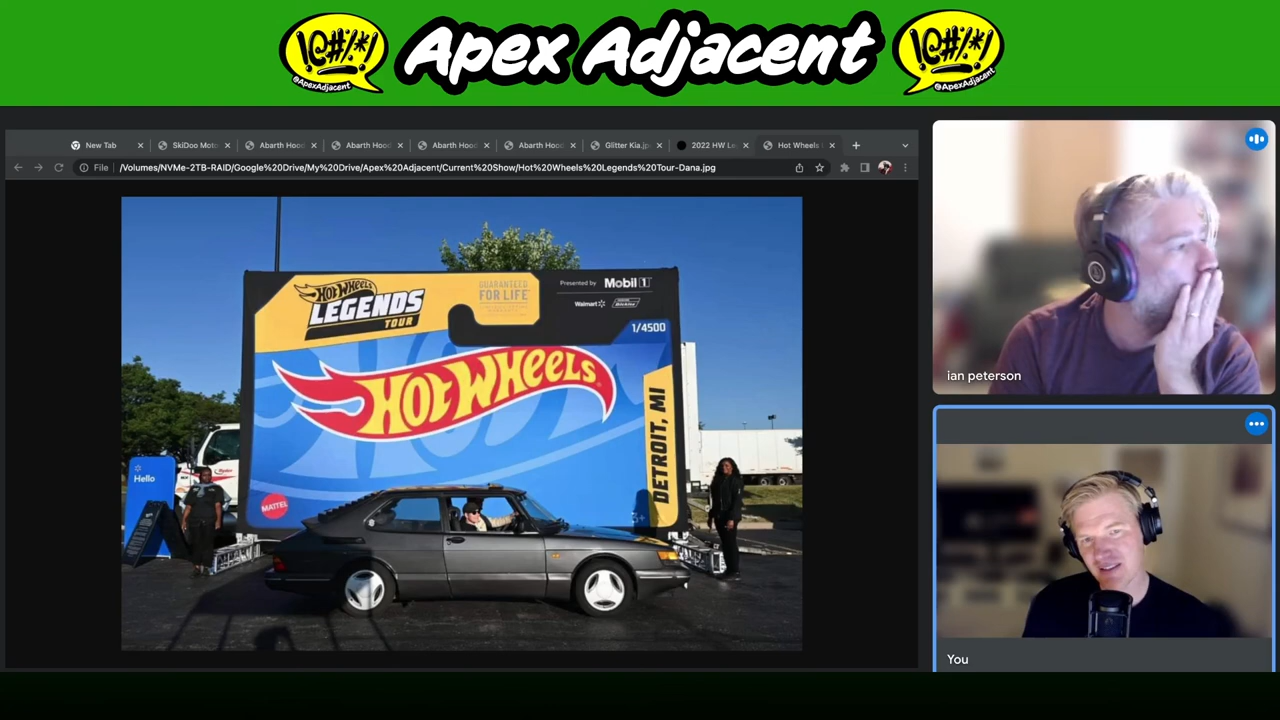 !@#!*!
@ApexAdjacent
Apex Adjacent
!@#!*!
@ApexAdjacent
New Tab
SkiDoo Moto
Abarth Hood
Abarth Hood
Abarth Hood
Abarth Hood
Glitter Kia.jp
2022 HW Le
Hot Wheels
File
/Volumes/NVMe-2TB-RAID/Google%20Drive/My%20Drive/Apex%20Adjacent/Current%20Show/Hot%20Wheels%20Legends%20Tour-Dana.jpg
HOT WHEELS
LEGENDS
TOUR
GUARANTEED
FOR LIFE
Presented by Mobil 1
Walmart
1/4500
HOT WHEELS
DETROIT, MI
MATTEL
Hello
ian peterson
You